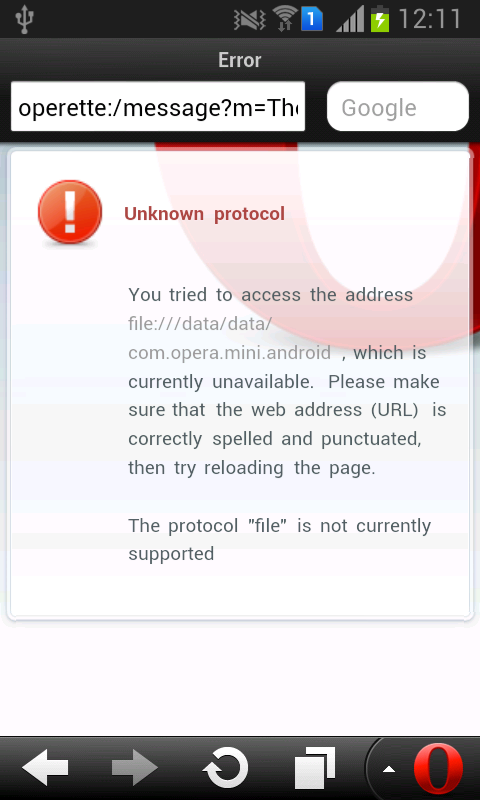 1 12:11
Error
operette:/message?m=The
Google
Unknown protocol
You tried to access the address
file:///data/data/
com.opera.mini.android , which is
currently unavailable. Please make
sure that the web address (URL) is
correctly spelled and punctuated,
then try reloading the page.
The protocol "file" is not currently
supported